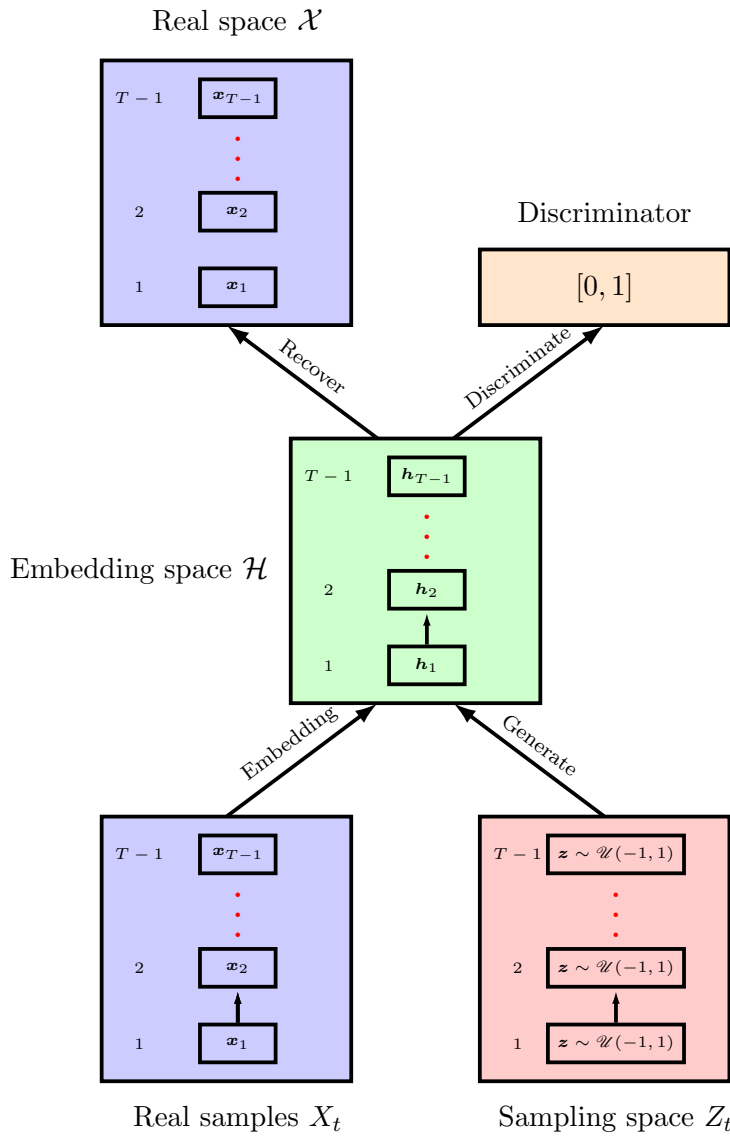 Real space 𝒳
T − 1 x_{T−1}
2 x_2
1 x_1
Discriminator
[0, 1]
Recover
Discriminate
Embedding space ℋ
T − 1 h_{T−1}
2 h_2
1 h_1
Embedding
Generate
T − 1 x_{T−1}
2 x_2
1 x_1
Real samples X_t
T − 1 z ∼ 𝒰(−1, 1)
2 z ∼ 𝒰(−1, 1)
1 z ∼ 𝒰(−1, 1)
Sampling space Z_t